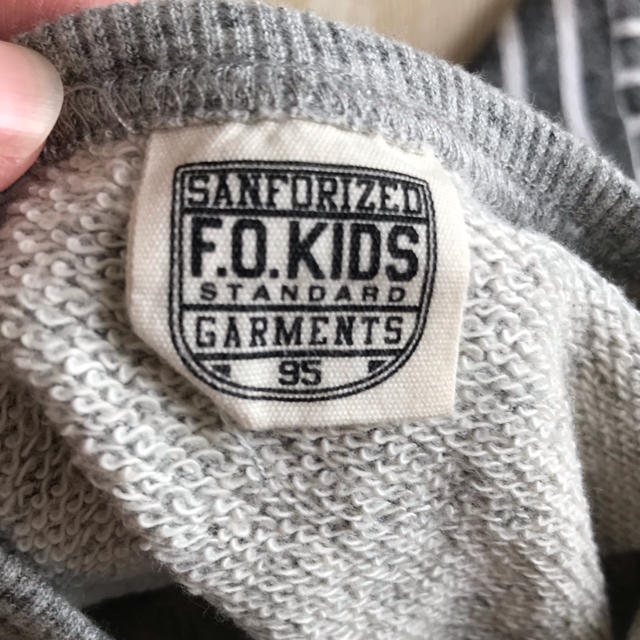 SANFORIZED
F.O.KIDS
STANDARD
GARMENTS
95